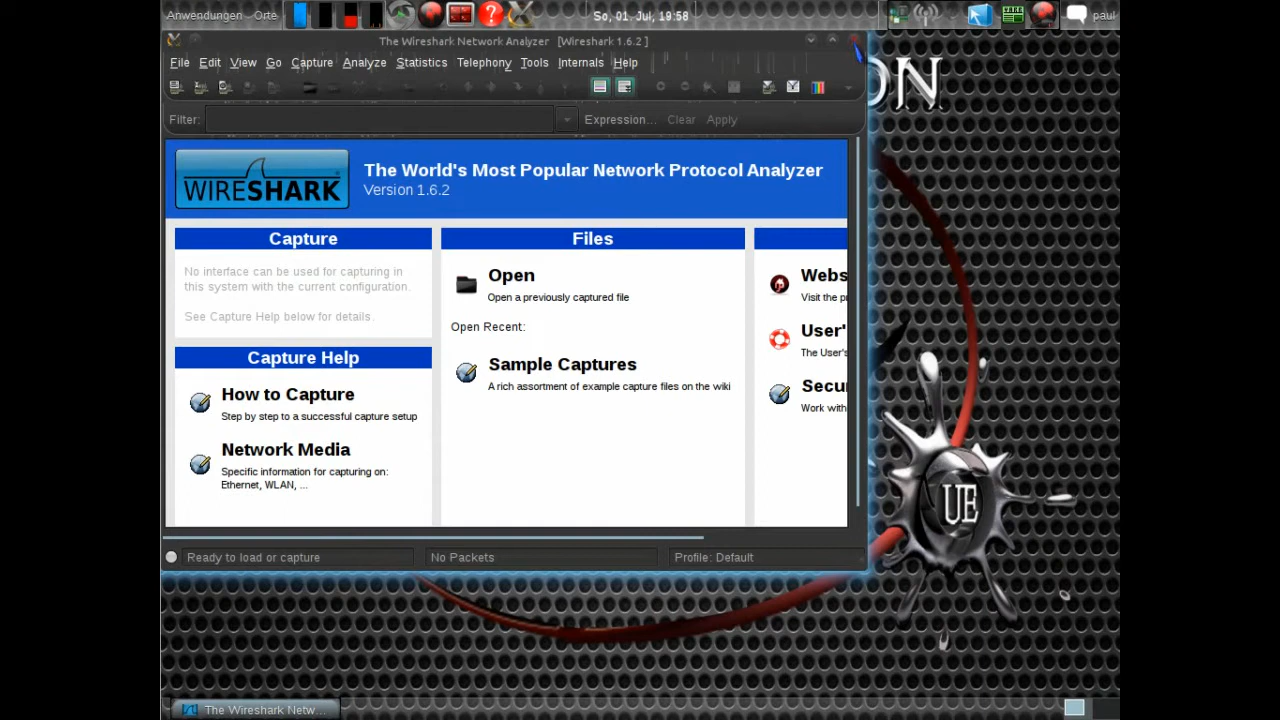 Anwendungen Orte
So, 01. Jul, 19:58
paul
The Wireshark Network Analyzer [Wireshark 1.6.2 ]
File Edit View Go Capture Analyze Statistics Telephony Tools Internals Help
Filter: Expression... Clear Apply
ON
WIRESHARK
The World's Most Popular Network Protocol Analyzer
Version 1.6.2
Capture
No interface can be used for capturing in
this system with the current configuration.
See Capture Help below for details.
Capture Help
How to Capture
Step by step to a successful capture setup
Network Media
Specific information for capturing on:
Ethernet, WLAN, ...
Files
Open
Open a previously captured file
Open Recent:
Sample Captures
A rich assortment of example capture files on the wiki
Webs
Visit the p
User'
The User's
Secu
Work with
UE
Ready to load or capture
No Packets
Profile: Default
The Wireshark Netw...